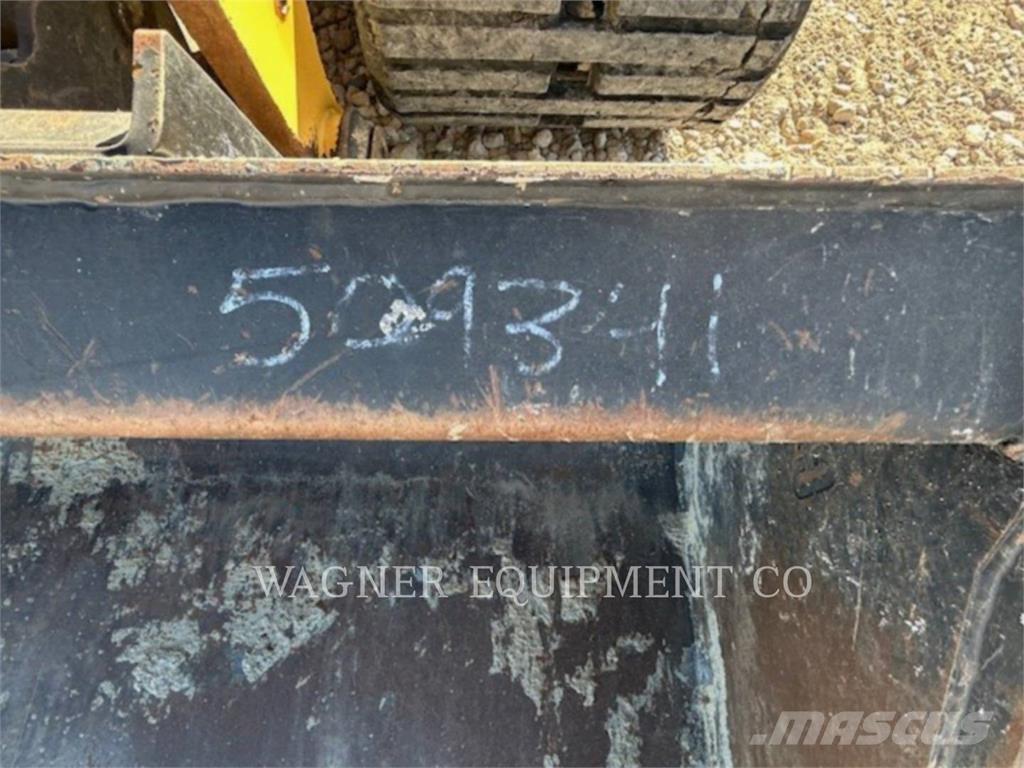 509341
WAGNER EQUIPMENT CO
MASCUS